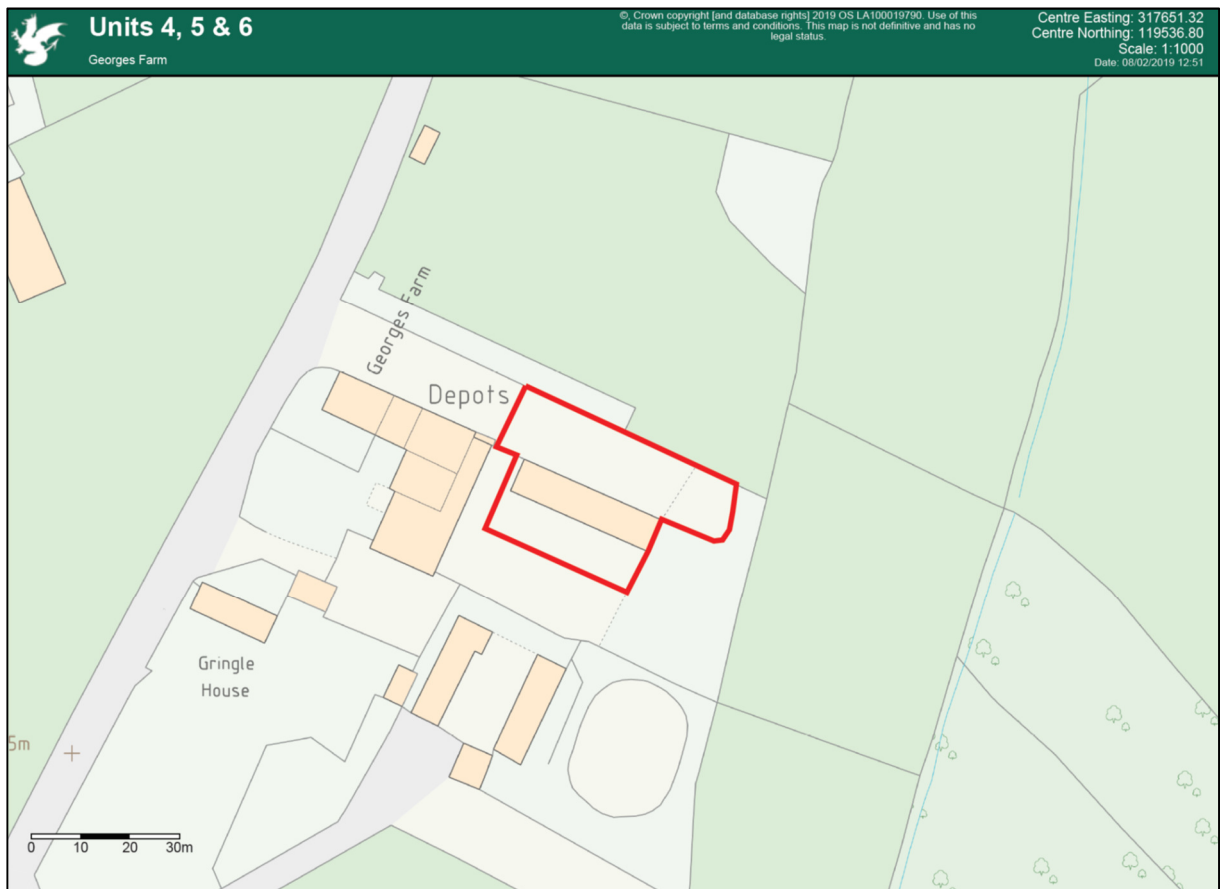 Units 4, 5 & 6
Georges Farm
©, Crown copyright [and database rights] 2019 OS LA100019790. Use of this
data is subject to terms and conditions. This map is not definitive and has no
legal status.
Centre Easting: 317651.32
Centre Northing: 119536.80
Scale: 1:1000
Date: 08/02/2019 12:51
Georges Farm
Depots
Gringle
House
5m
0 10 20 30m